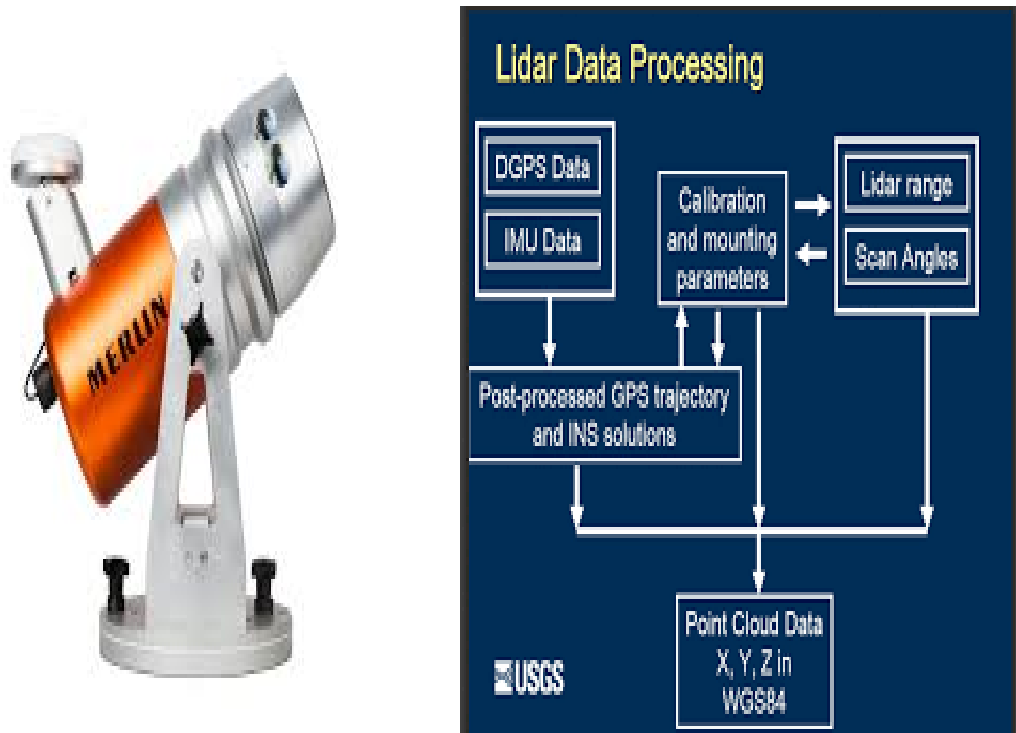 MERLIN
Lidar Data Processing
DGPS Data
IMU Data
Calibration
and mounting
parameters
Lidar range
Scan Angles
Post-processed GPS trajectory
and INS solutions
Point Cloud Data
X, Y, Z in
WGS84
USGS